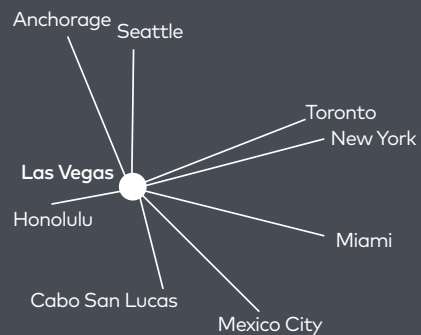 Anchorage
Seattle
Toronto
New York
Las Vegas
Honolulu
Miami
Cabo San Lucas
Mexico City